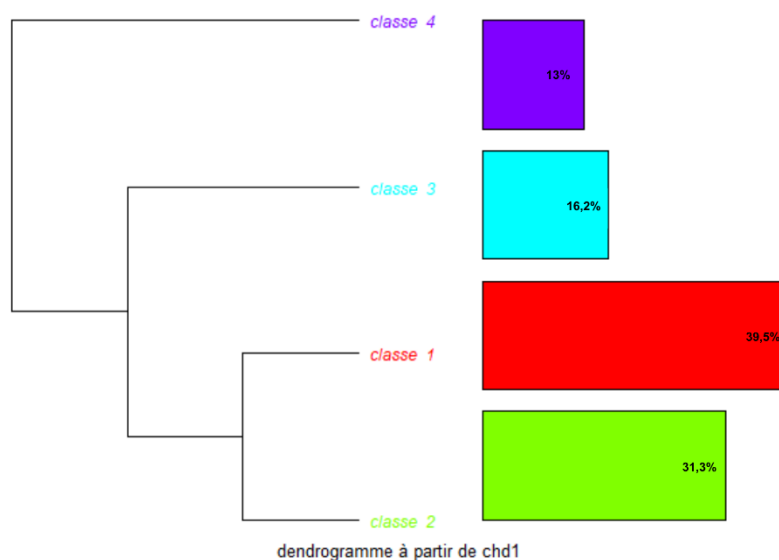 classe 4
13%
classe 3
16,2%
classe 1
39,5%
31,3%
classe 2
dendrogramme à partir de chd1